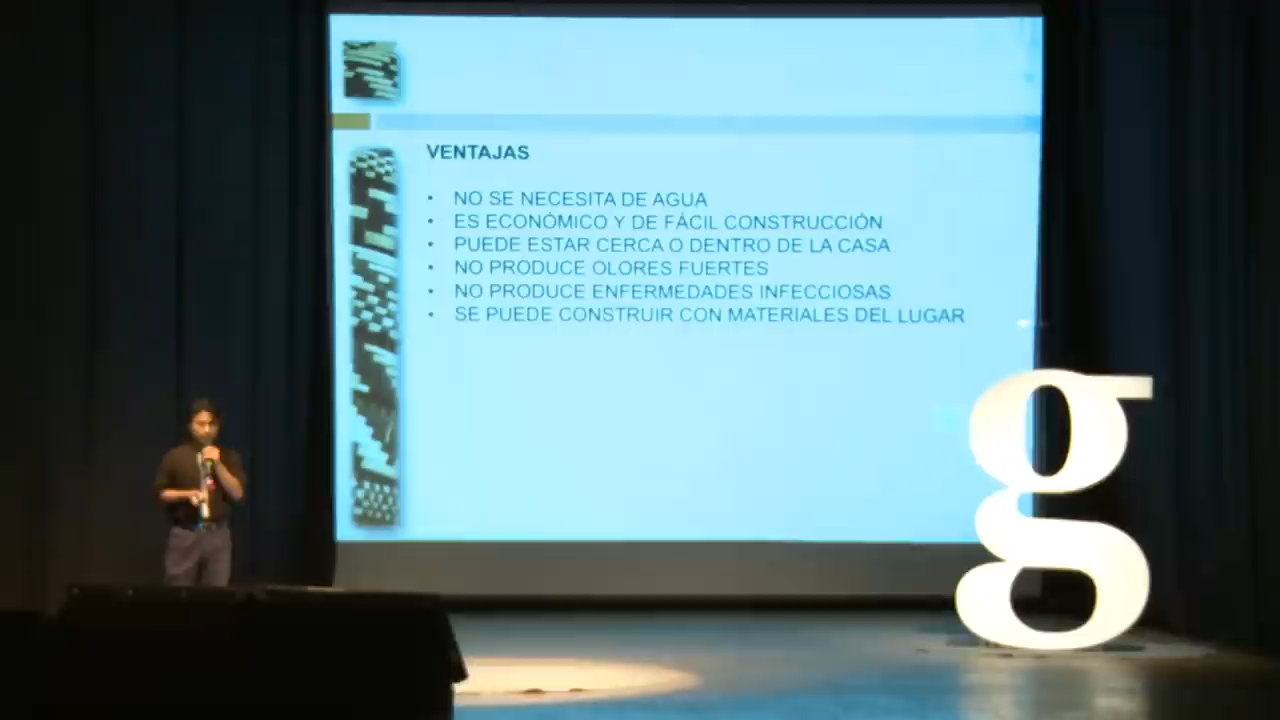 VENTAJAS
• NO SE NECESITA DE AGUA
• ES ECONÓMICO Y DE FÁCIL CONSTRUCCIÓN
• PUEDE ESTAR CERCA O DENTRO DE LA CASA
• NO PRODUCE OLORES FUERTES
• NO PRODUCE ENFERMEDADES INFECCIOSAS
• SE PUEDE CONSTRUIR CON MATERIALES DEL LUGAR
g